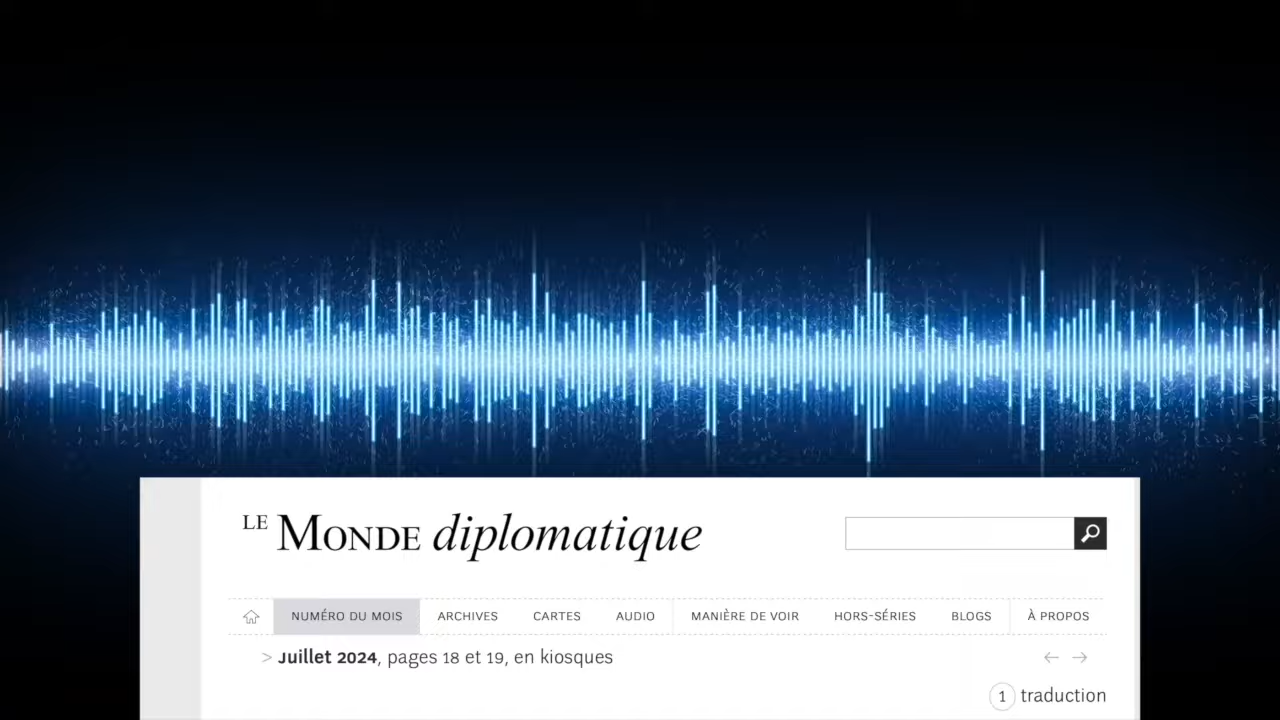 LE MONDE diplomatique
NUMÉRO DU MOIS ARCHIVES CARTES AUDIO MANIÈRE DE VOIR HORS-SÉRIES BLOGS À PROPOS
> Juillet 2024, pages 18 et 19, en kiosques ← →
1 traduction